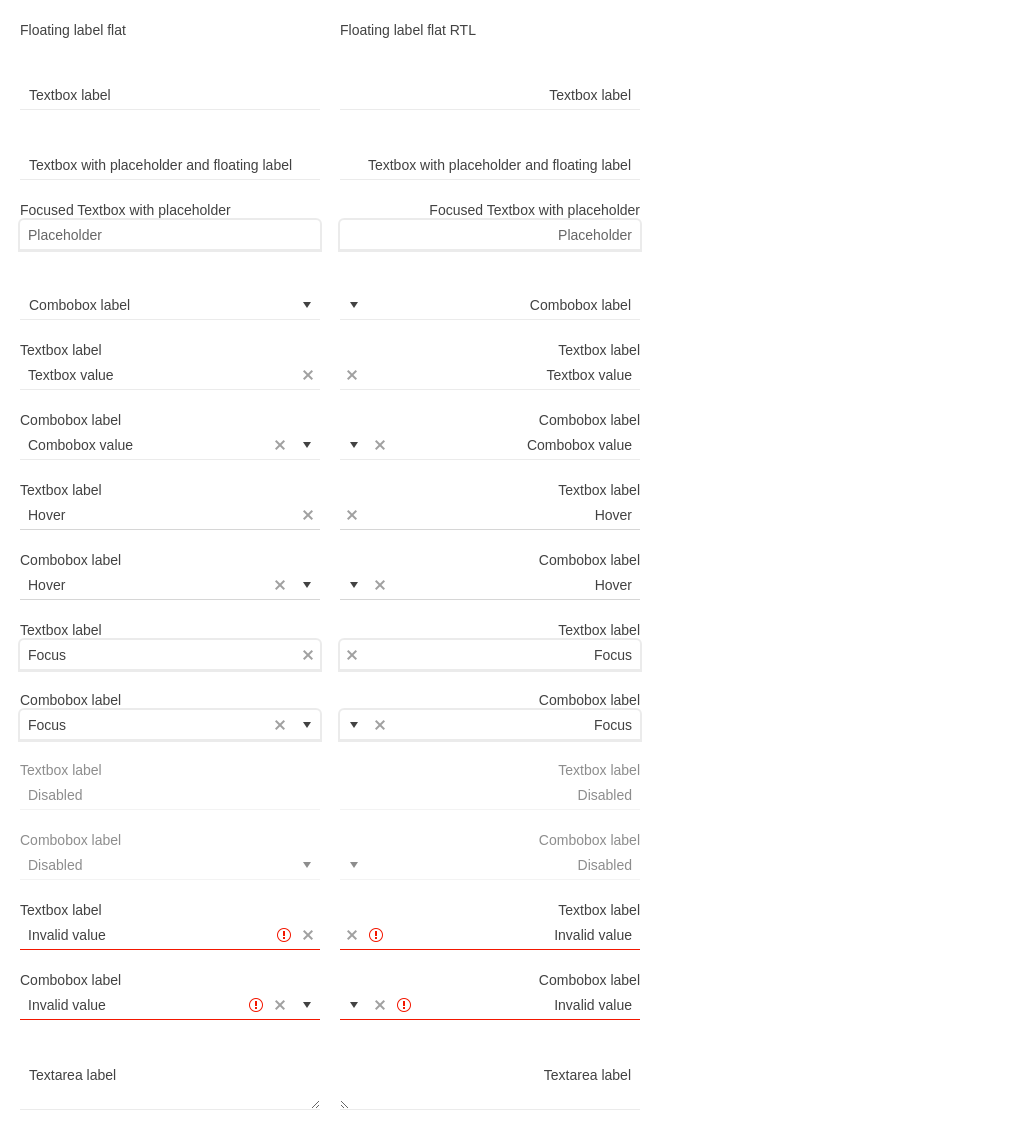 Floating label flat
Floating label flat RTL
Textbox label
Textbox label
Textbox with placeholder and floating label
Textbox with placeholder and floating label
Focused Textbox with placeholder
Focused Textbox with placeholder
Placeholder
Placeholder
Combobox label
Combobox label
Textbox label
Textbox label
Textbox value
Textbox value
Combobox label
Combobox label
Combobox value
Combobox value
Textbox label
Textbox label
Hover
Hover
Combobox label
Combobox label
Hover
Hover
Textbox label
Textbox label
Focus
Focus
Combobox label
Combobox label
Focus
Focus
Textbox label
Textbox label
Disabled
Disabled
Combobox label
Combobox label
Disabled
Disabled
Textbox label
Textbox label
Invalid value
Invalid value
Combobox label
Combobox label
Invalid value
Invalid value
Textarea label
Textarea label